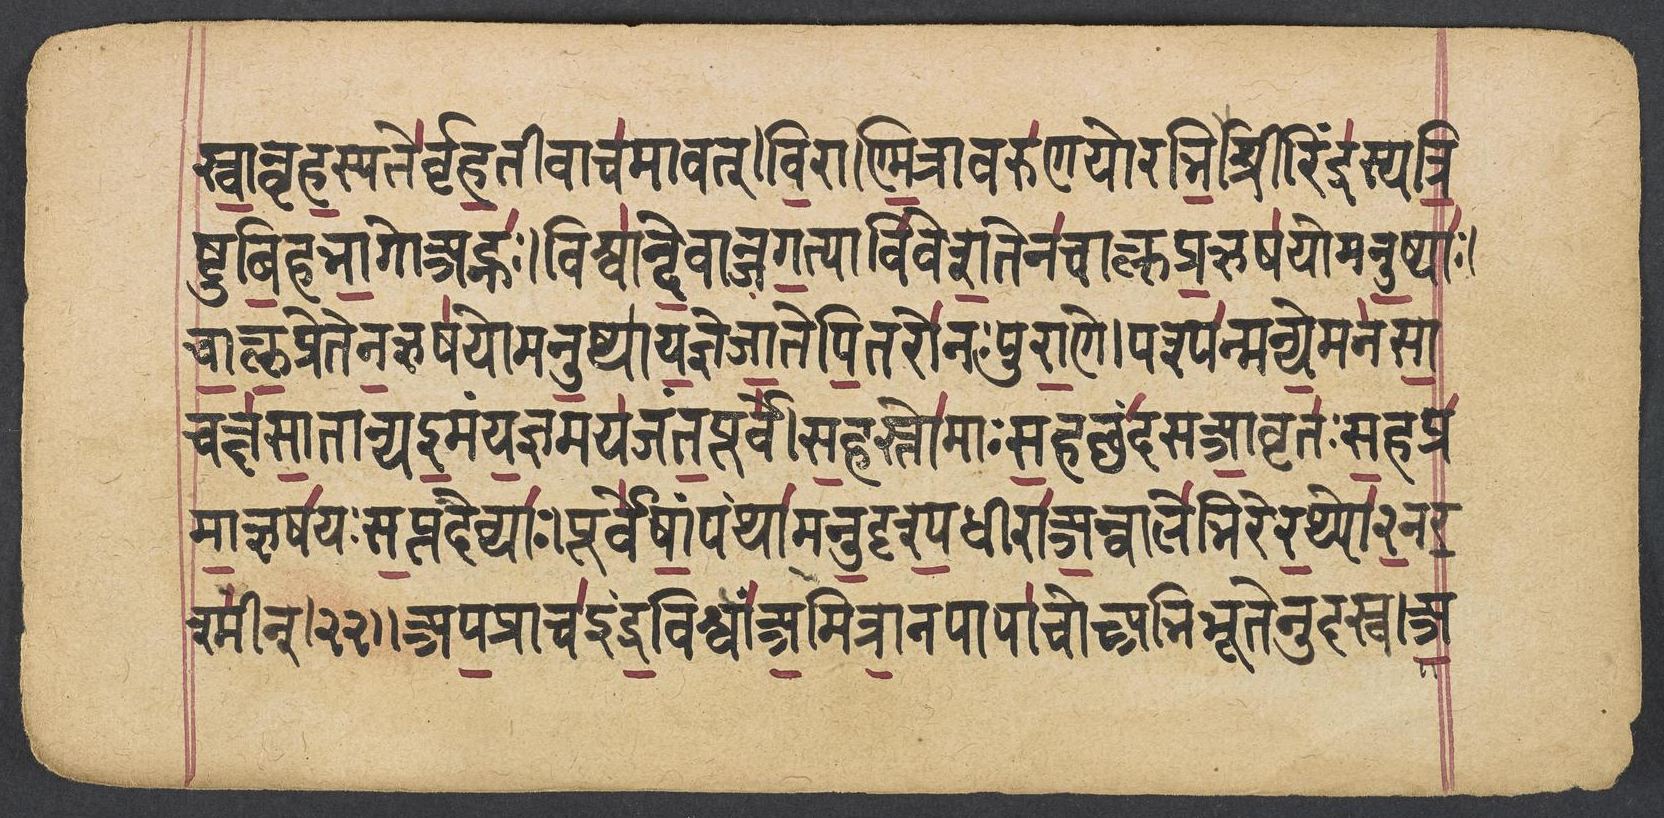 स्वान्बृहस्पतेर्बृहतीवाचमावत्।विरा।ण्मित्रावरुणयोरभिश्रीरिंद्रस्यत्रि
ष्टुबिहभागोअह्नः।विश्वान्देवाञ्जगत्याविवेशतेनचाक्लृप्रऋषयोमनुष्याः।
चाक्लृप्रेतेनऋषयोमनुष्यायज्ञेजातेपितरोनःपुराणे।पश्यन्मन्येमनसा
चक्षसातान्यइमंयज्ञमयजंतपूर्वे।सहस्तोमाःसहछंदसआवृतःसहप्र
माऋषयःसप्तदैव्याः।पूर्वेषांपंथामनुदृश्यधीराअन्वालेभिरेरथ्यो३नर
श्मीन्।२२।।अपप्राचइंद्रविश्वाँअमित्रानपापाचोअभिभूतेनुदस्व।अ